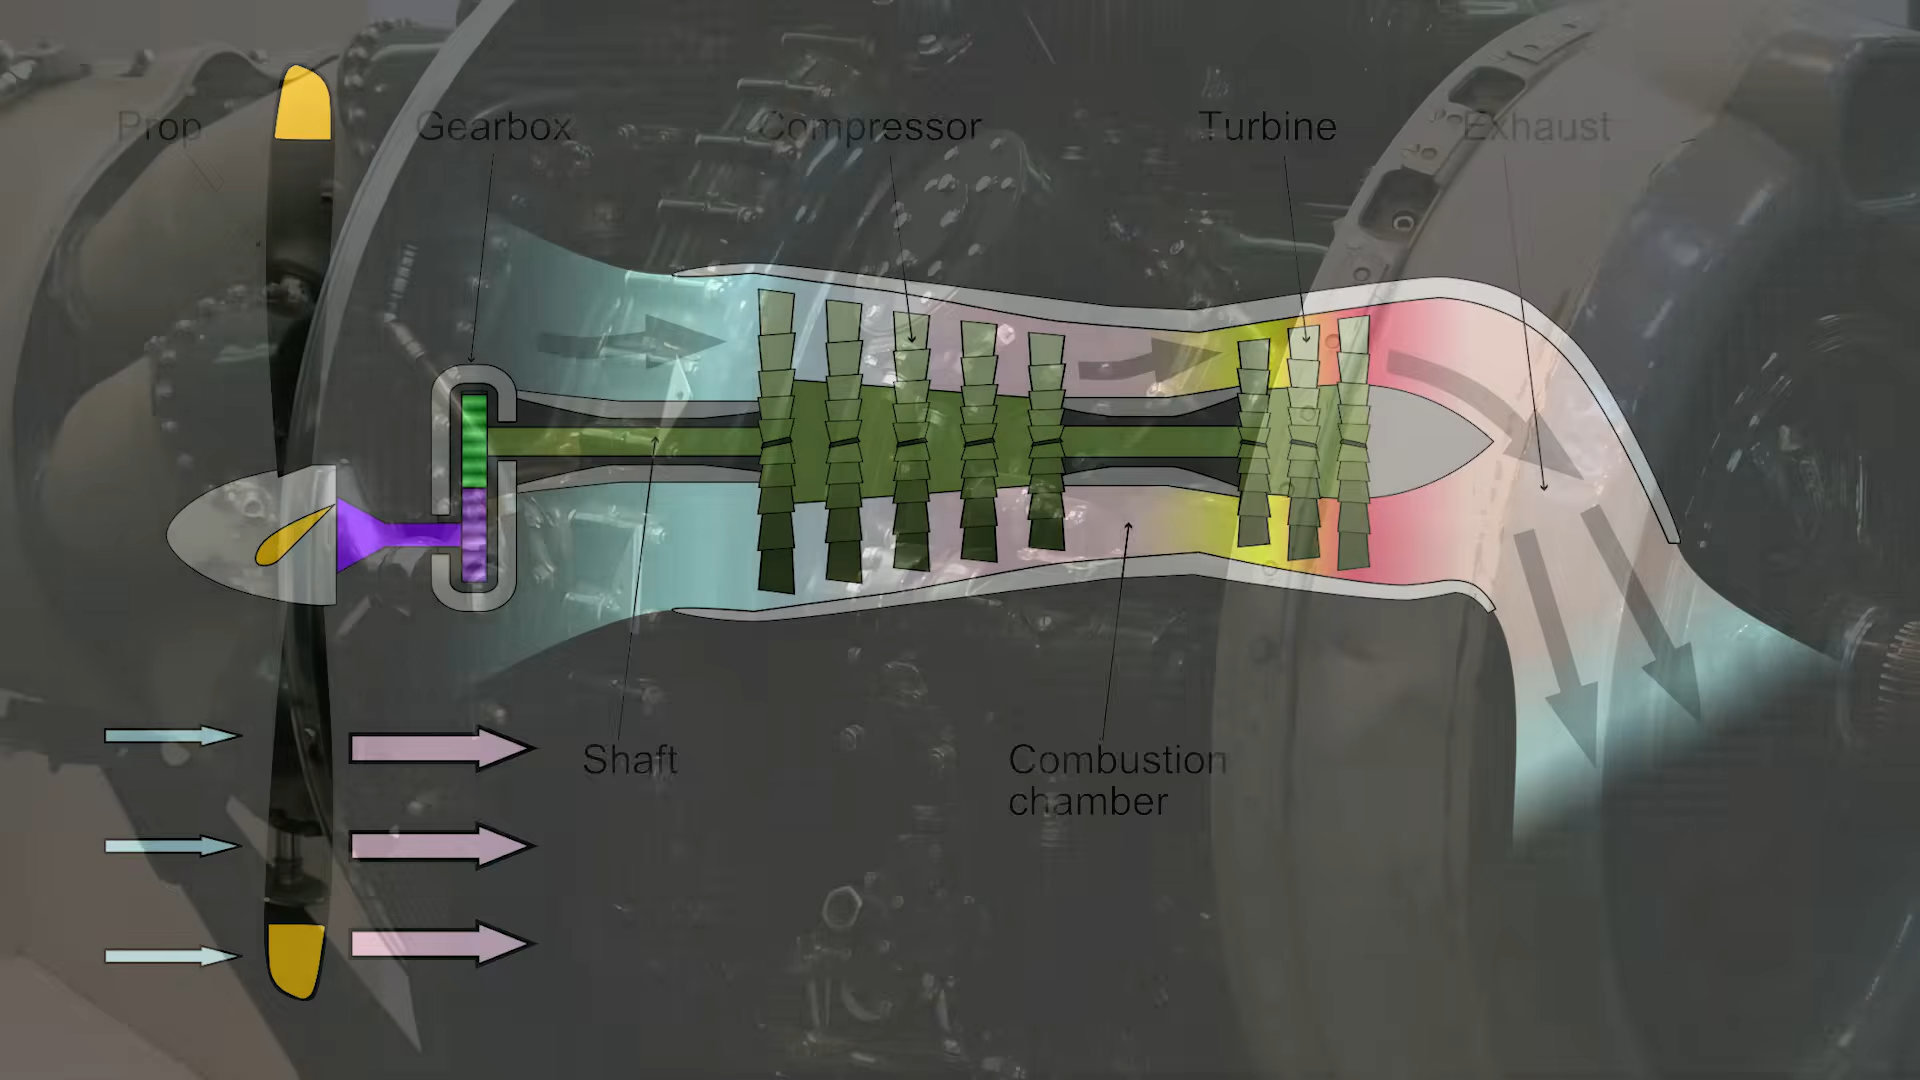 Prop
Gearbox
Compressor
Turbine
Exhaust
Shaft
Combustion
chamber